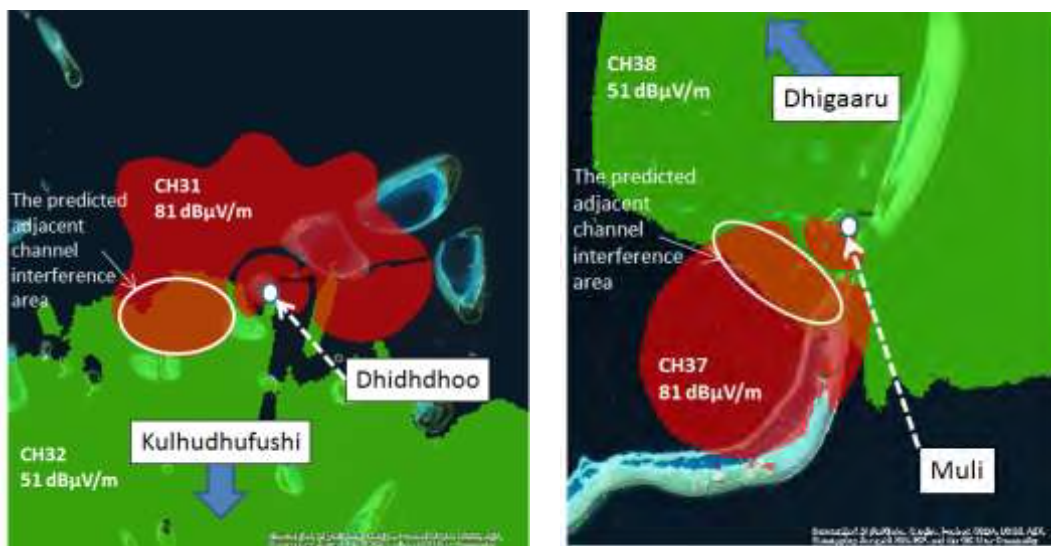 CH31
81 dBµV/m
The predicted
adjacent
channel
interference
area
Dhidhdhoo
Kulhudhufushi
CH32
51 dBµV/m
CH38
51 dBµV/m
Dhigaaru
The predicted
adjacent
channel
interference
area
CH37
81 dBµV/m
Muli